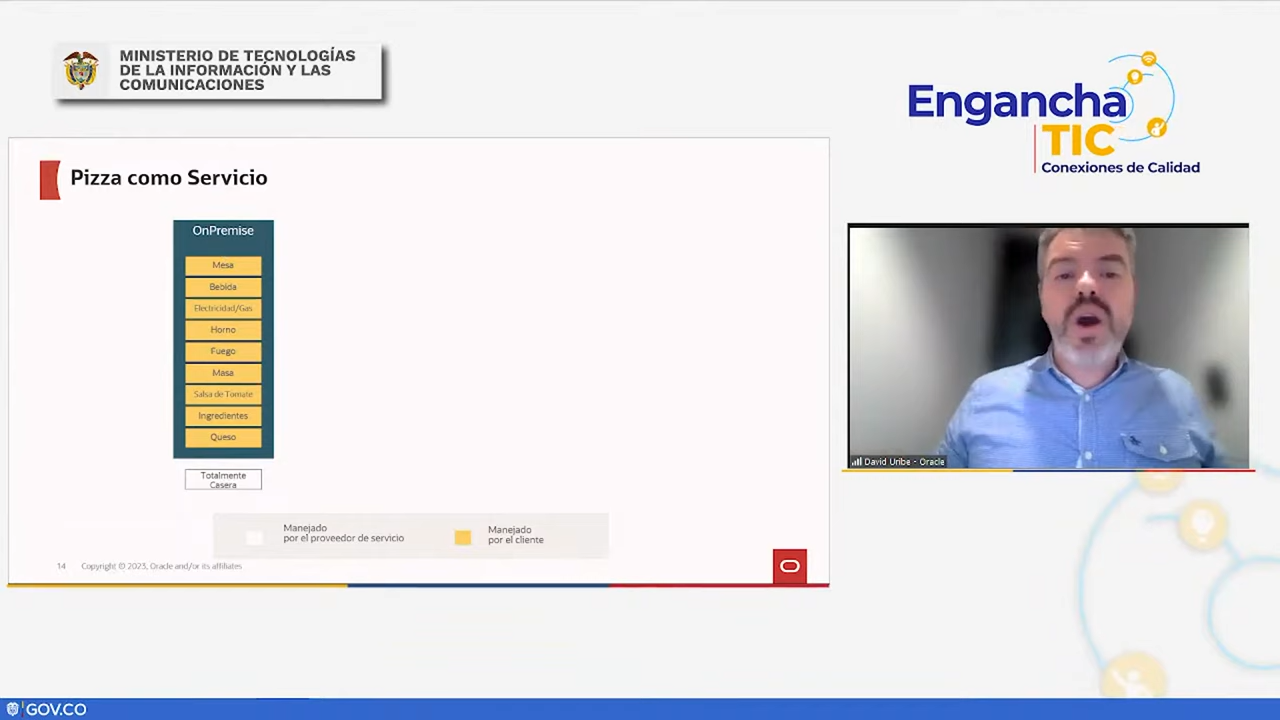 MINISTERIO DE TECNOLOGÍAS
DE LA INFORMACIÓN Y LAS
COMUNICACIONES
Engancha
TIC
Conexiones de Calidad
Pizza como Servicio
OnPremise
Mesa
Bebida
Electricidad/Gas
Horno
Fuego
Masa
Salsa de Tomate
Ingredientes
Queso
Totalmente
Casera
Manejado
por el proveedor de servicio
Manejado
por el cliente
14 Copyright © 2023, Oracle and/or its affiliates
David Uribe - Oracle
GOV.CO